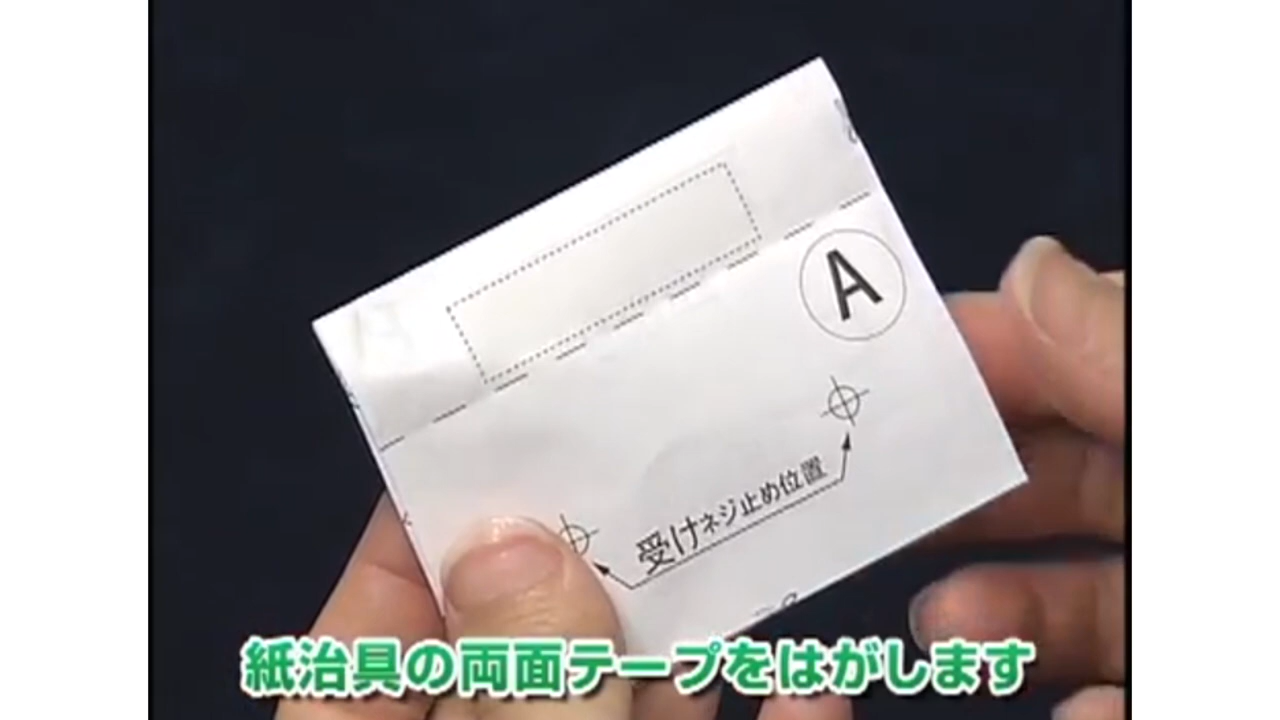 A
受けネジ止め位置
紙治具の両面テープをはがします